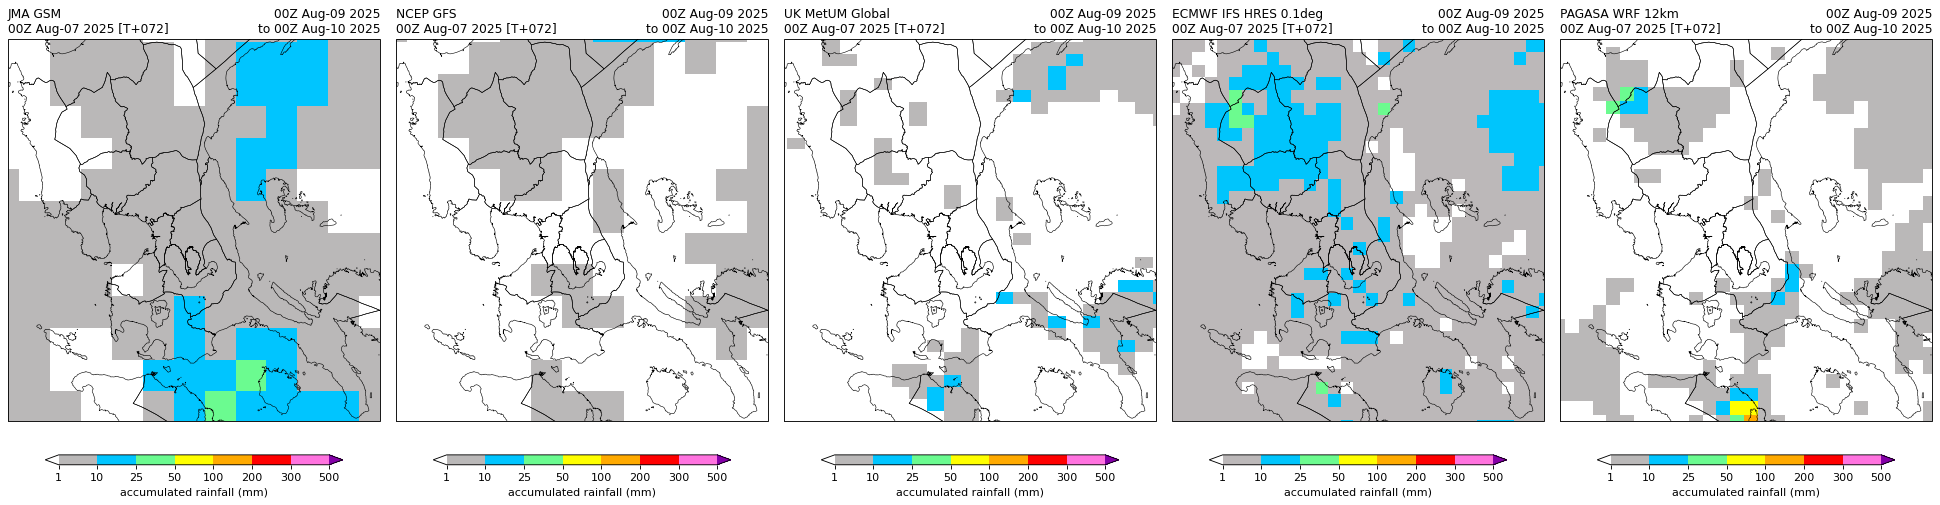 JMA GSM 00Z Aug-09 2025
00Z Aug-07 2025 [T+072] to 00Z Aug-10 2025
1 10 25 50 100 200 300 500
accumulated rainfall (mm)
NCEP GFS 00Z Aug-09 2025
00Z Aug-07 2025 [T+072] to 00Z Aug-10 2025
1 10 25 50 100 200 300 500
accumulated rainfall (mm)
UK MetUM Global 00Z Aug-09 2025
00Z Aug-07 2025 [T+072] to 00Z Aug-10 2025
1 10 25 50 100 200 300 500
accumulated rainfall (mm)
ECMWF IFS HRES 0.1deg 00Z Aug-09 2025
00Z Aug-07 2025 [T+072] to 00Z Aug-10 2025
1 10 25 50 100 200 300 500
accumulated rainfall (mm)
PAGASA WRF 12km 00Z Aug-09 2025
00Z Aug-07 2025 [T+072] to 00Z Aug-10 2025
1 10 25 50 100 200 300 500
accumulated rainfall (mm)